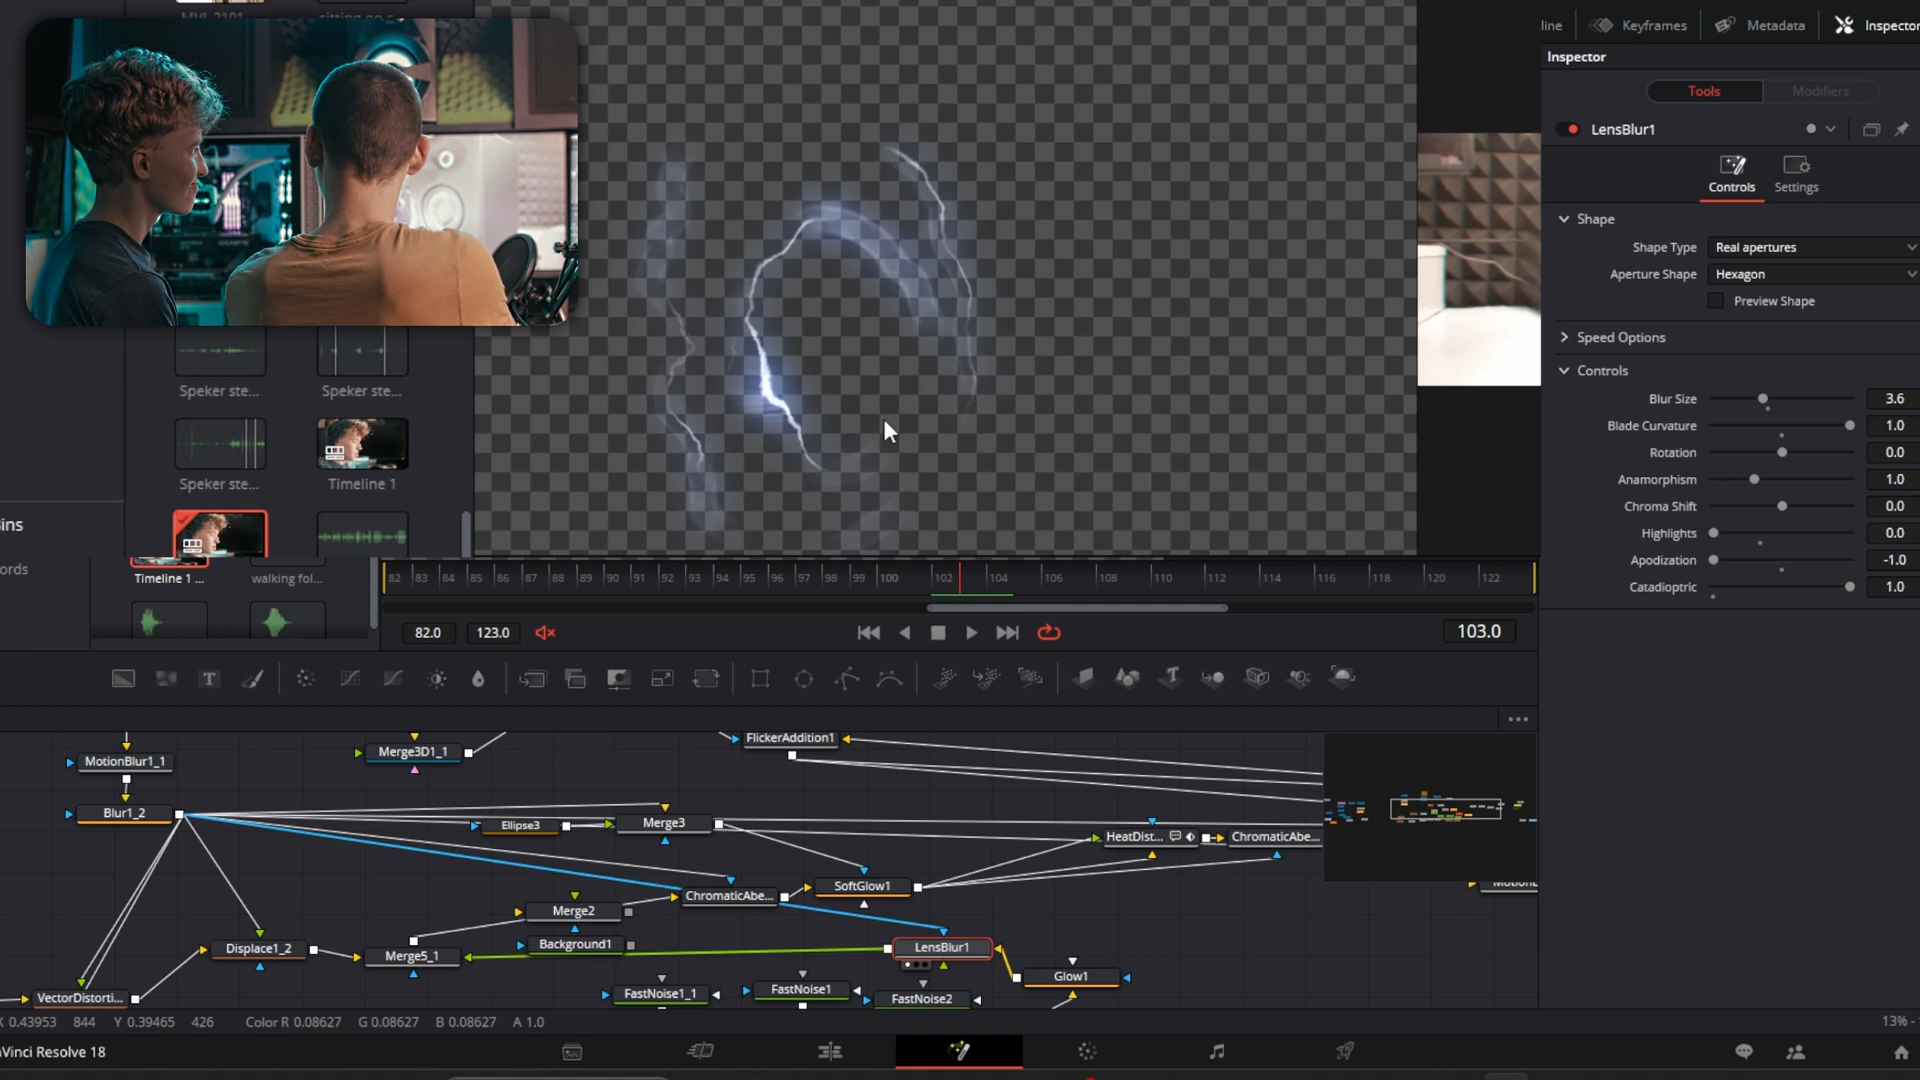 line
Keyframes
Metadata
Inspector
Inspector
Tools
Modifiers
LensBlur1
Controls
Settings
Shape
Shape Type
Real apertures
Aperture Shape
Hexagon
Preview Shape
Speed Options
Controls
Blur Size
3.6
Blade Curvature
1.0
Rotation
0.0
Anamorphism
1.0
Chroma Shift
0.0
Highlights
0.0
Apodization
-1.0
Catadioptric
1.0
Speker ste...
Speker ste...
Speker ste...
Timeline 1
Timeline 1 ...
walking fol...
ins
ords
82 83 84 85 86 87 88 89 90 91 92 93 94 95 96 97 98 99 100 102 104 106 108 110 112 114 116 118 120 122
82.0
123.0
103.0
MotionBlur1_1
Merge3D1_1
FlickerAddition1
Blur1_2
Ellipse3
Merge3
HeatDist...
ChromaticAbe...
ChromaticAbe...
SoftGlow1
Merge2
Displace1_2
Merge5_1
Background1
LensBlur1
Glow1
VectorDistorti...
FastNoise1_1
FastNoise1
FastNoise2
X 0.43953 844 Y 0.39465 426 Color R 0.08627 G 0.08627 B 0.08627 A 1.0
13% -
Vinci Resolve 18